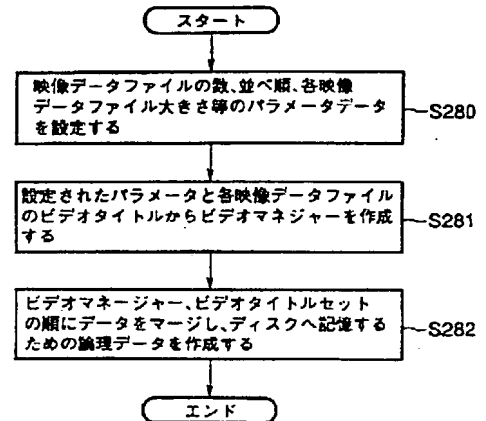 スタート
映像データファイルの数、並べ順、各映像
データファイル大きさ等のパラメータデータ
を設定する
S280
設定されたパラメータと各映像データファイル
のビデオタイトルからビデオマネジャーを作成
する
S281
ビデオマネージャー、ビデオタイトルセット
の順にデータをマージし、ディスクへ記憶する
ための論理データを作成する
S282
エンド